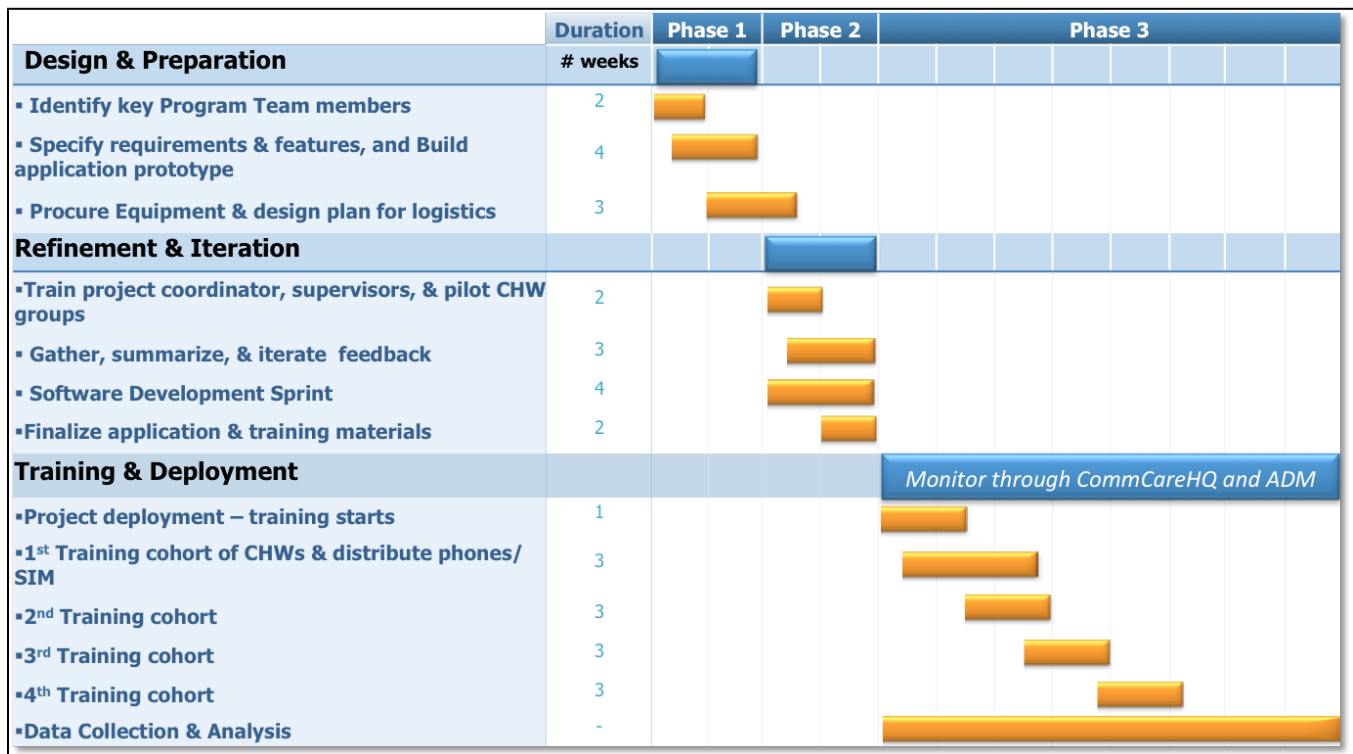 Duration Phase 1 Phase 2 Phase 3
Design & Preparation # weeks
▪ Identify key Program Team members 2
▪ Specify requirements & features, and Build
application prototype 4
▪ Procure Equipment & design plan for logistics 3
Refinement & Iteration
▪Train project coordinator, supervisors, & pilot CHW
groups 2
▪ Gather, summarize, & iterate feedback 3
▪ Software Development Sprint 4
▪Finalize application & training materials 2
Training & Deployment Monitor through CommCareHQ and ADM
▪Project deployment – training starts 1
▪1st Training cohort of CHWs & distribute phones/
SIM 3
▪2nd Training cohort 3
▪3rd Training cohort 3
▪4th Training cohort 3
▪Data Collection & Analysis -